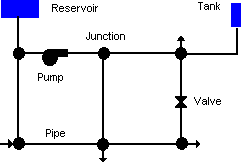 Reservoir
Tank
Junction
Pump
Valve
Pipe